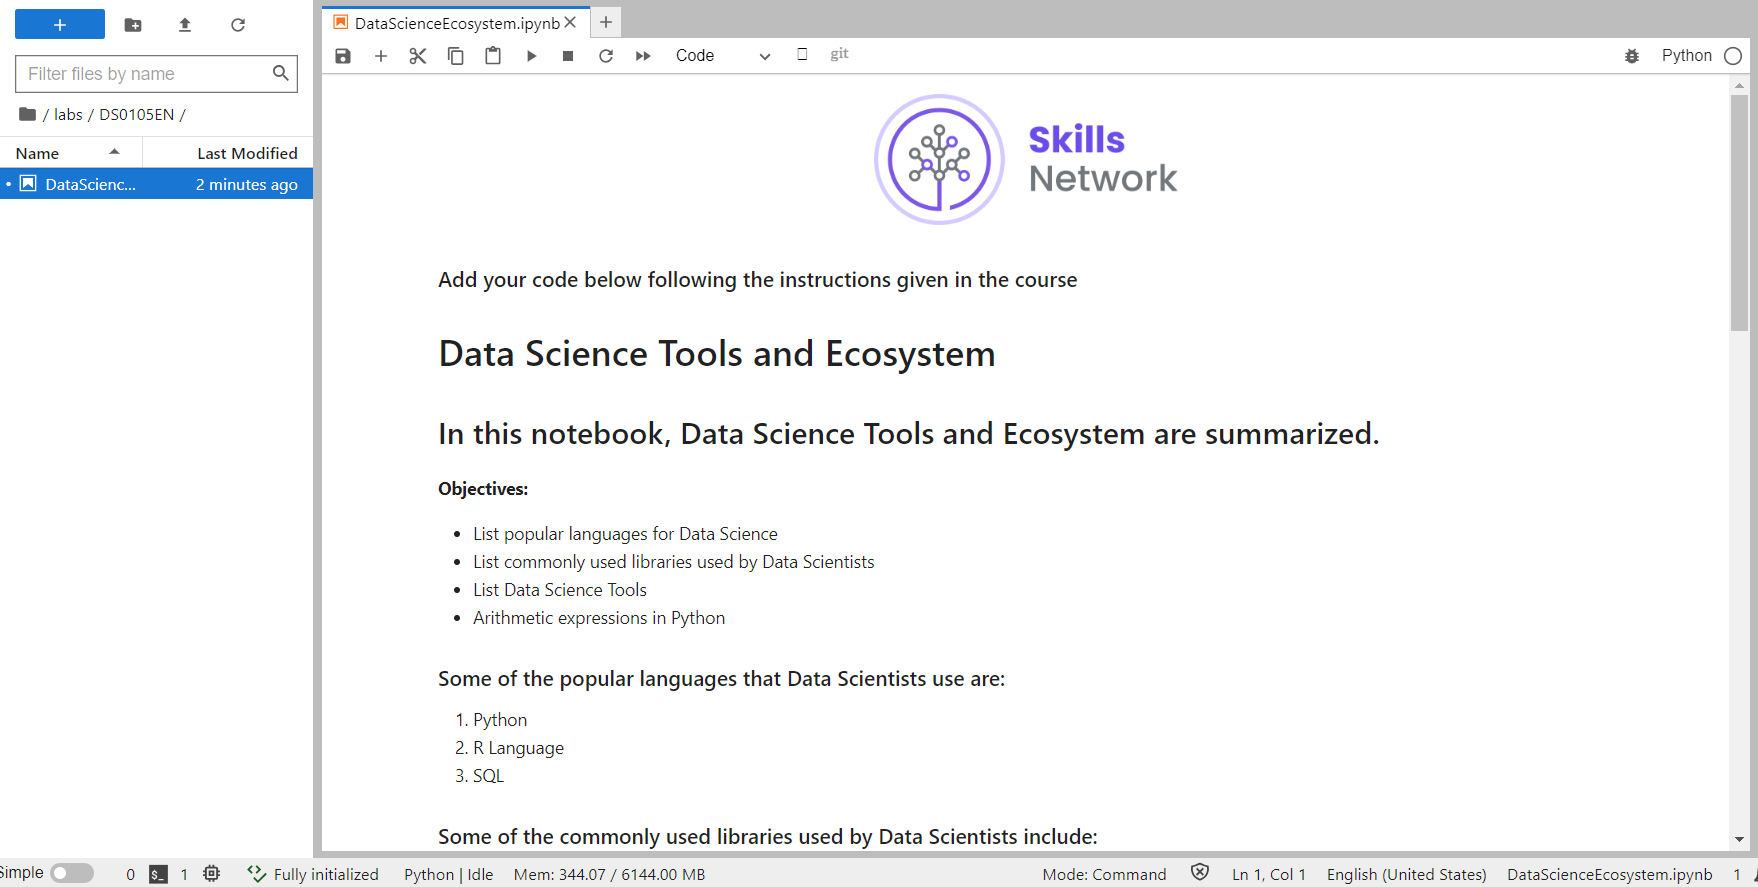 Filter files by name
/ labs / DS0105EN /
Name Last Modified
DataScienc... 2 minutes ago
DataScienceEcosystem.ipynb
Code
git
Python
Skills
Network
Add your code below following the instructions given in the course
Data Science Tools and Ecosystem
In this notebook, Data Science Tools and Ecosystem are summarized.
Objectives:
• List popular languages for Data Science
• List commonly used libraries used by Data Scientists
• List Data Science Tools
• Arithmetic expressions in Python
Some of the popular languages that Data Scientists use are:
1. Python
2. R Language
3. SQL
Some of the commonly used libraries used by Data Scientists include:
Simple 0 $_ 1 Fully initialized Python | Idle Mem: 344.07 / 6144.00 MB Mode: Command Ln 1, Col 1 English (United States) DataScienceEcosystem.ipynb 1